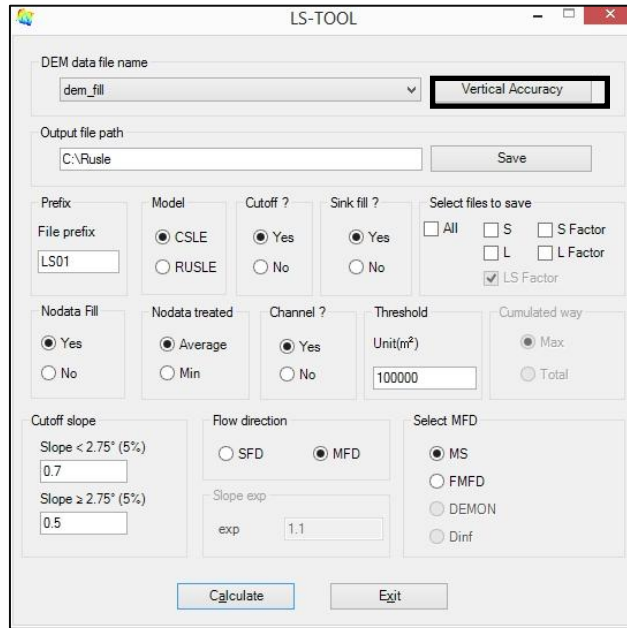 LS-TOOL
DEM data file name
dem_fill
Vertical Accuracy
Output file path
C:\Rusle
Save
Prefix
File prefix
LS01
Model
CSLE
RUSLE
Cutoff ?
Yes
No
Sink fill ?
Yes
No
Select files to save
All S S Factor
L L Factor
LS Factor
Nodata Fill
Yes
No
Nodata treated
Average
Min
Channel ?
Yes
No
Threshold
Unit(m²)
100000
Cumulated way
Max
Total
Cutoff slope
Slope < 2.75° (5%)
0.7
Slope ≥ 2.75° (5%)
0.5
Flow direction
SFD MFD
Slope exp
exp 1.1
Select MFD
MS
FMFD
DEMON
Dinf
Calculate Exit